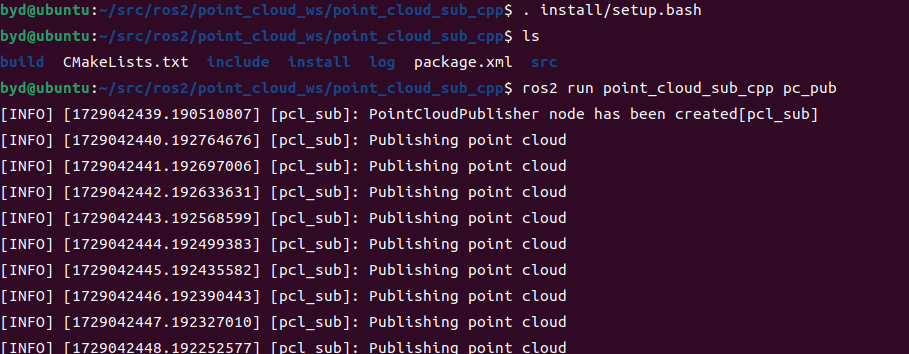 byd@ubuntu:~/src/ros2/point_cloud_ws/point_cloud_sub_cpp$ . install/setup.bash
byd@ubuntu:~/src/ros2/point_cloud_ws/point_cloud_sub_cpp$ ls
build  CMakeLists.txt  include  install  log  package.xml  src
byd@ubuntu:~/src/ros2/point_cloud_ws/point_cloud_sub_cpp$ ros2 run point_cloud_sub_cpp pc_pub
[INFO] [1729042439.190510807] [pcl_sub]: PointCloudPublisher node has been created[pcl_sub]
[INFO] [1729042440.192764676] [pcl_sub]: Publishing point cloud
[INFO] [1729042441.192697006] [pcl_sub]: Publishing point cloud
[INFO] [1729042442.192633631] [pcl_sub]: Publishing point cloud
[INFO] [1729042443.192568599] [pcl_sub]: Publishing point cloud
[INFO] [1729042444.192499383] [pcl_sub]: Publishing point cloud
[INFO] [1729042445.192435582] [pcl_sub]: Publishing point cloud
[INFO] [1729042446.192390443] [pcl_sub]: Publishing point cloud
[INFO] [1729042447.192327010] [pcl_sub]: Publishing point cloud
[INFO] [1729042448.192252577] [pcl_sub]: Publishing point cloud